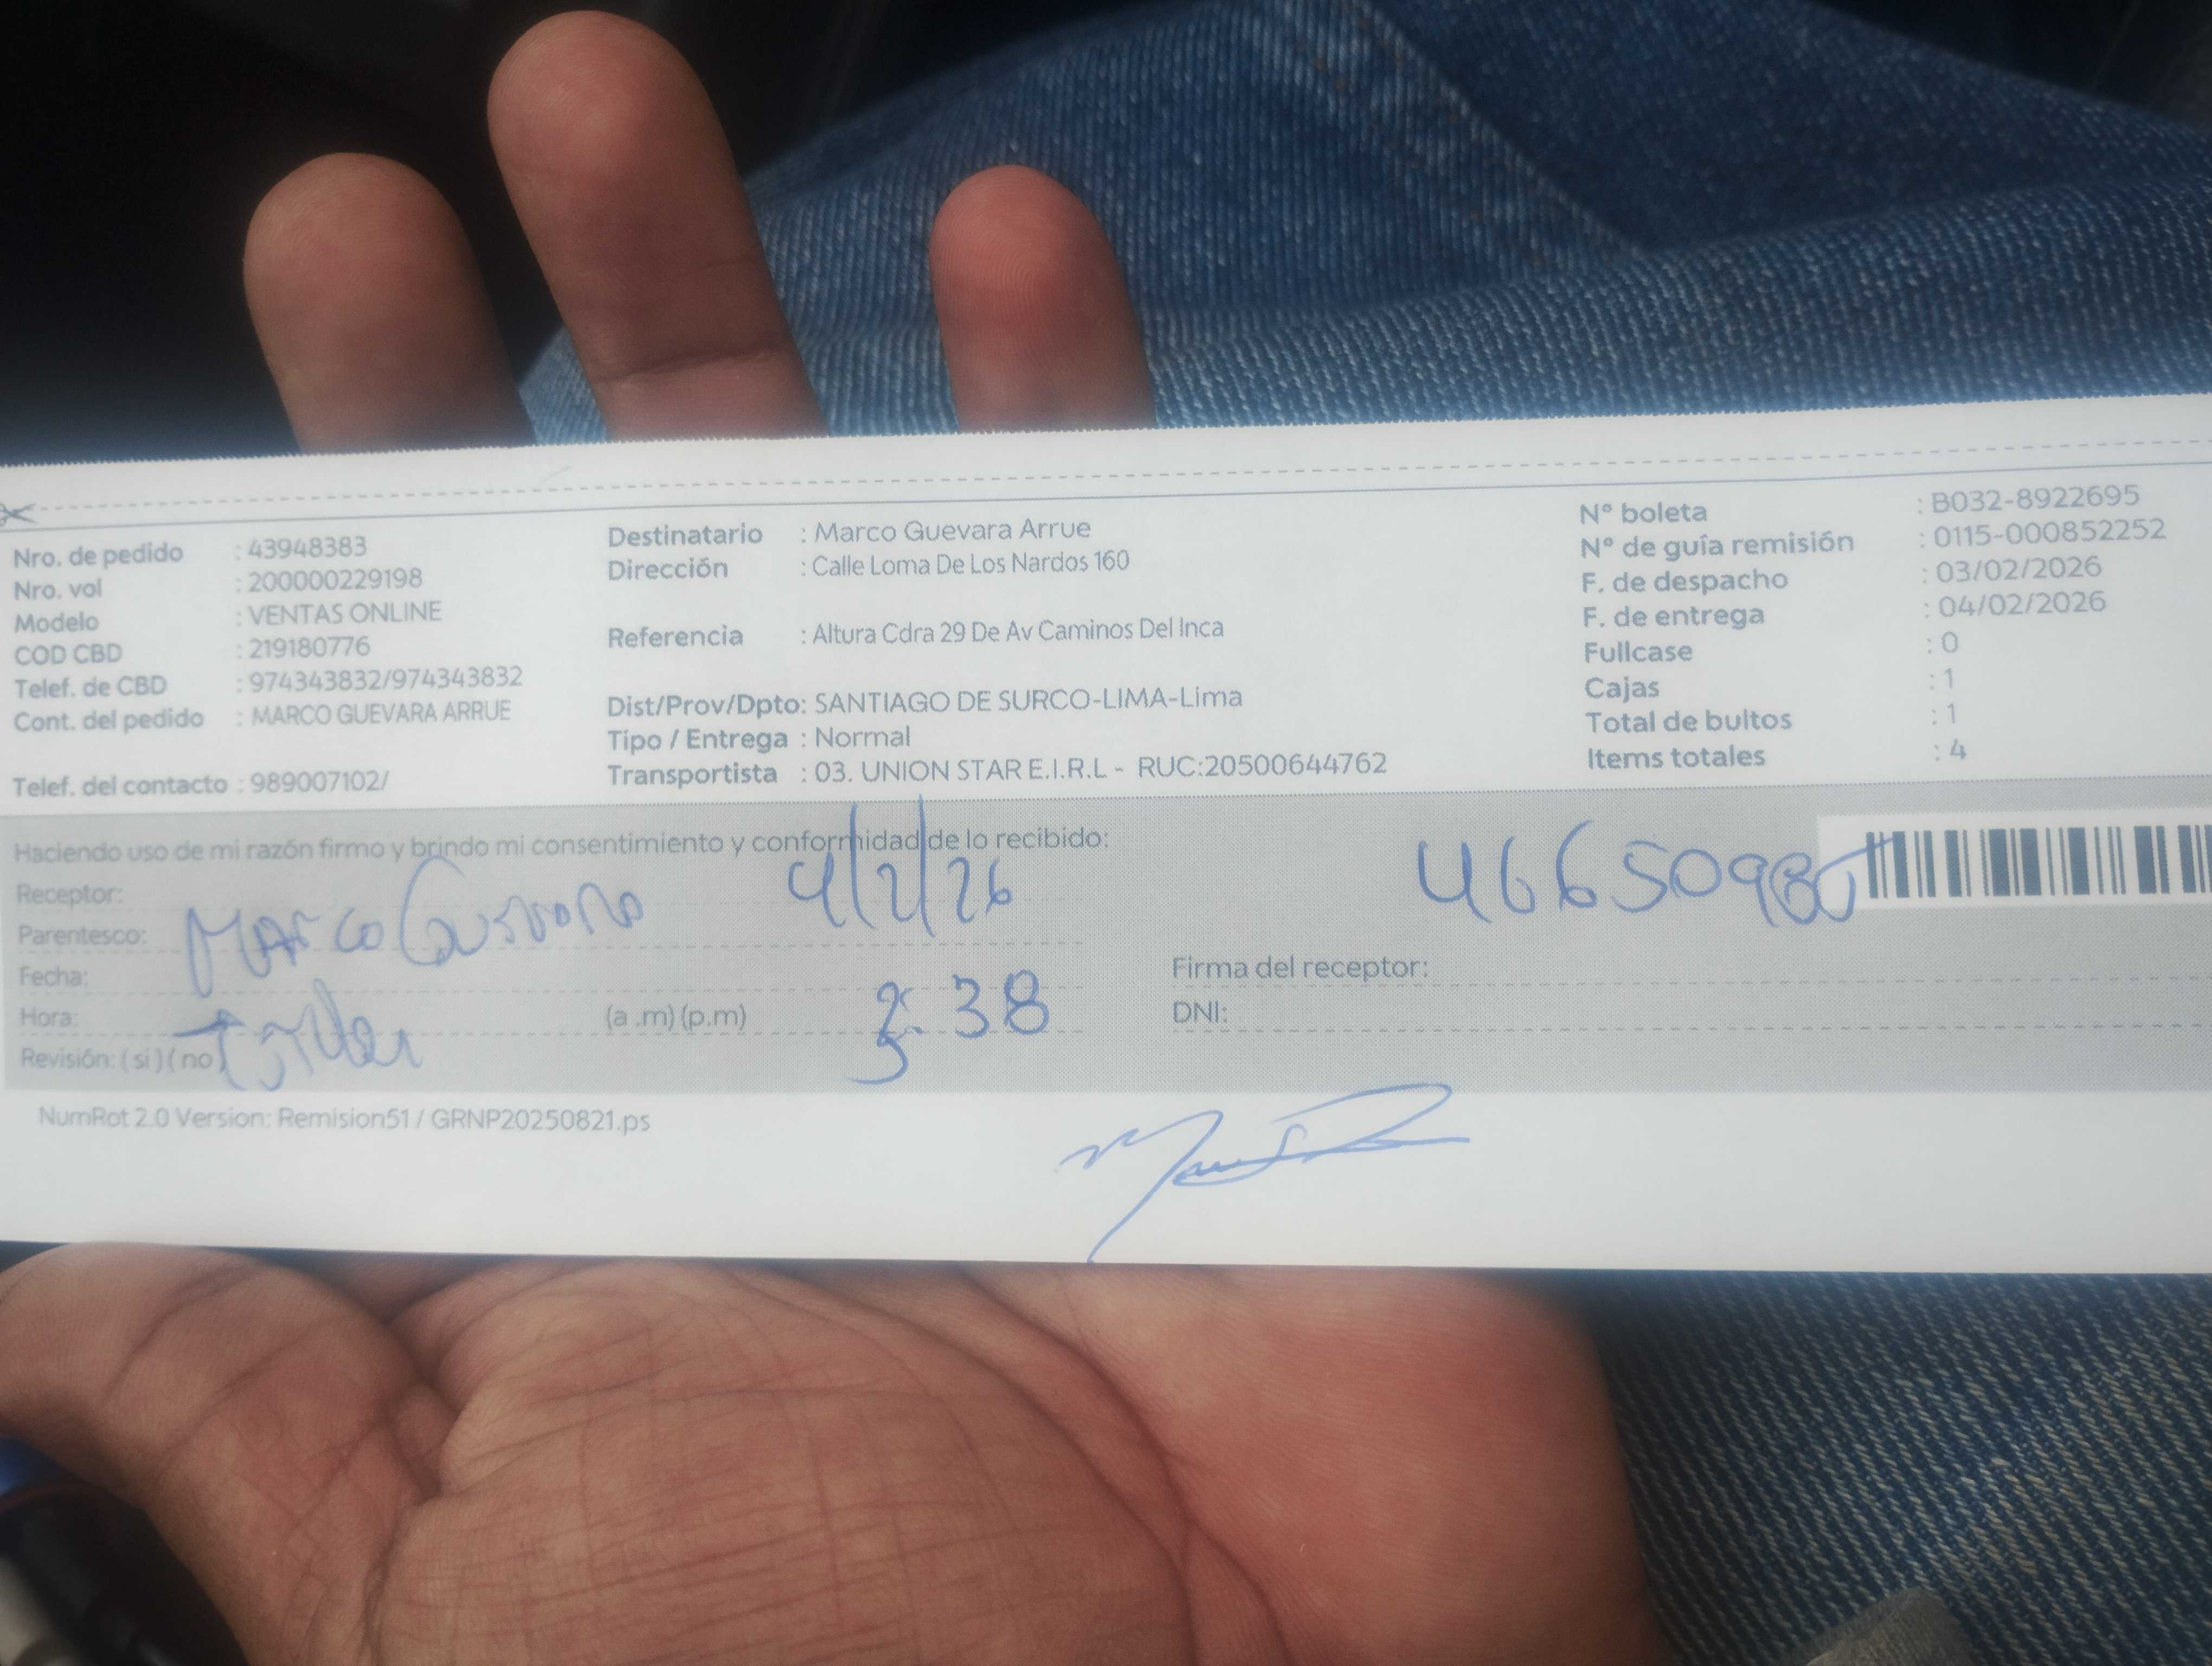 Nro. de pedido : 43948383
Nro. vol : 200000229198
Modelo : VENTAS ONLINE
COD CBD : 219180776
Telef. de CBD : 974343832/974343832
Cont. del pedido : MARCO GUEVARA ARRUE
Telef. del contacto : 989007102/
Destinatario : Marco Guevara Arrue
Dirección : Calle Loma De Los Nardos 160
Referencia : Altura Cdra 29 De Av Caminos Del Inca
Dist/Prov/Dpto: SANTIAGO DE SURCO-LIMA-Lima
Tipo / Entrega : Normal
Transportista : 03. UNION STAR E.I.R.L - RUC:20500644762
N° boleta : B032-8922695
N° de guía remisión : 0115-000852252
F. de despacho : 03/02/2026
F. de entrega : 04/02/2026
Fullcase : 0
Cajas : 1
Total de bultos : 1
Items totales : 4
Haciendo uso de mi razón firmo y brindo mi consentimiento y conformidad de lo recibido:
Receptor:
Parentesco: Marco 4/2/26
Fecha:
Hora: (a .m) (p.m) 38
Revisión: ( si ) ( no )
Firma del receptor:
DNI:
NumRot 2.0 Version: Remision51 / GRNP20250821.ps